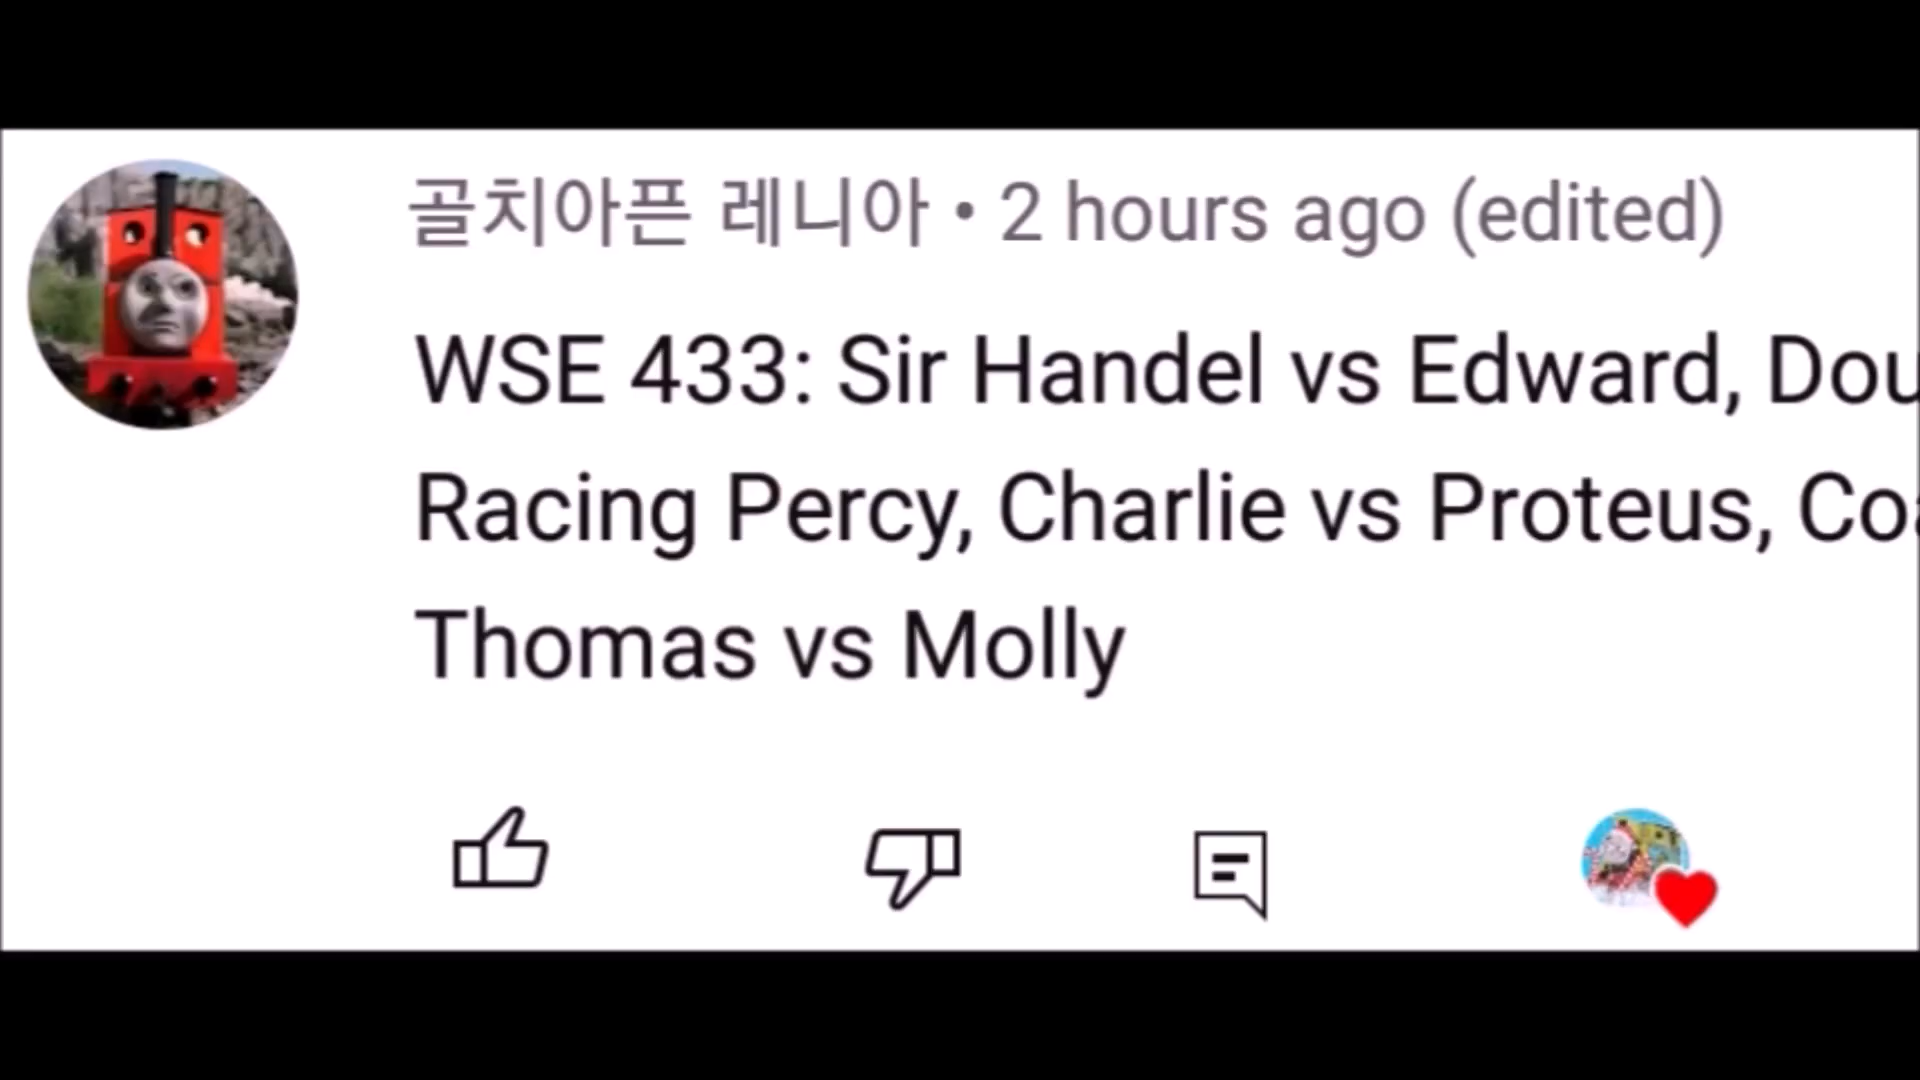 골치아픈 레니아 • 2 hours ago (edited)
WSE 433: Sir Handel vs Edward,
Racing Percy, Charlie vs Proteus,
Thomas vs Molly